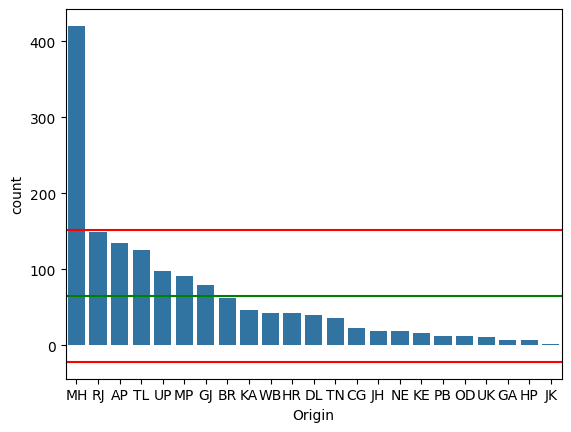 400
300
200
100
0
count
MH RJ AP TL UP MP GJ BR KA WB HR DL TN CG JH NE KE PB OD UK GA HP JK
Origin